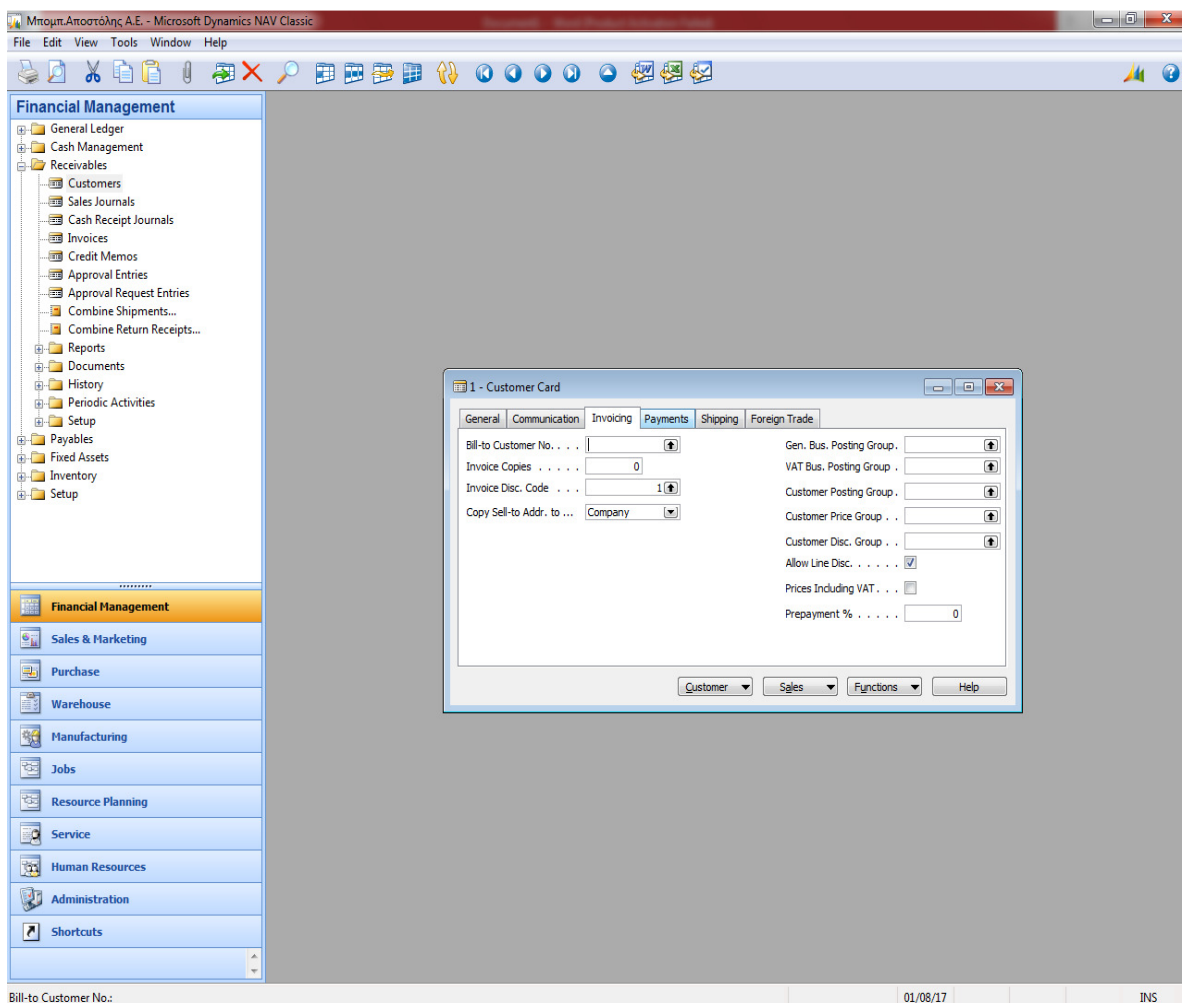 Μπομπ.Αποστόλης Α.Ε. - Microsoft Dynamics NAV Classic
File Edit View Tools Window Help
Financial Management
General Ledger
Cash Management
Receivables
Customers
Sales Journals
Cash Receipt Journals
Invoices
Credit Memos
Approval Entries
Approval Request Entries
Combine Shipments...
Combine Return Receipts...
Reports
Documents
History
Periodic Activities
Setup
Payables
Fixed Assets
Inventory
Setup
Financial Management
Sales & Marketing
Purchase
Warehouse
Manufacturing
Jobs
Resource Planning
Service
Human Resources
Administration
Shortcuts
1 - Customer Card
General Communication Invoicing Payments Shipping Foreign Trade
Bill-to Customer No. . . .
Invoice Copies . . . . . 0
Invoice Disc. Code . . . 1
Copy Sell-to Addr. to ... Company
Gen. Bus. Posting Group.
VAT Bus. Posting Group .
Customer Posting Group .
Customer Price Group . .
Customer Disc. Group . .
Allow Line Disc. . . . . .
Prices Including VAT . . .
Prepayment % . . . . . 0
Customer Sales Functions Help
Bill-to Customer No.: 01/08/17 INS